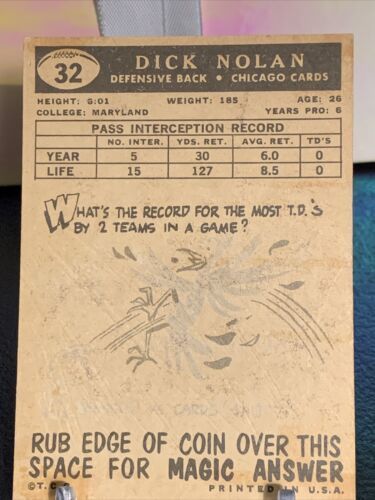 32
DICK NOLAN
DEFENSIVE BACK • CHICAGO CARDS
HEIGHT: 6:01 WEIGHT: 185 AGE: 26
COLLEGE: MARYLAND YEARS PRO: 6
PASS INTERCEPTION RECORD
NO. INTER. YDS. RET. AVG. RET. TD'S
YEAR 5 30 6.0 0
LIFE 15 127 8.5 0
WHAT'S THE RECORD FOR THE MOST T.D.'S
BY 2 TEAMS IN A GAME?
CARDS
RUB EDGE OF COIN OVER THIS
SPACE FOR MAGIC ANSWER
©T.C. PRINTED IN U.S.A.